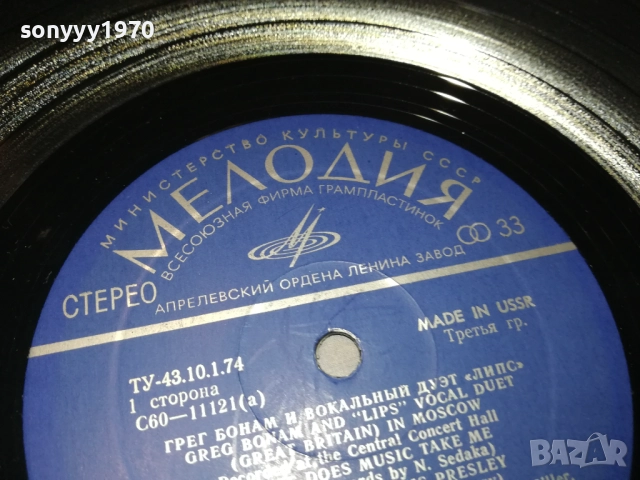 sonyyy1970
МИНИСТЕРСТВО КУЛЬТУРЫ СССР
МЕЛОДИЯ
ВСЕСОЮЗНАЯ ФИРМА ГРАМПЛАСТИНОК
33
СТЕРЕО
АПРЕЛЕВСКИЙ ОРДЕНА ЛЕНИНА ЗАВОД
MADE IN USSR
Третья гр.
ТУ-43.10.1.74
1 сторона
С60—11121(а)
ГРЕГ БОНАМ И ВОКАЛЬНЫЙ ДУЭТ «ЛИПС»
GREG BONAM AND "LIPS" VOCAL DUET
(GREAT BRITAIN) IN MOSCOW
at the Central Concert Hall
DOES MUSIC TAKE ME
by N. Sedaka)
PRESLEY
BAZAR